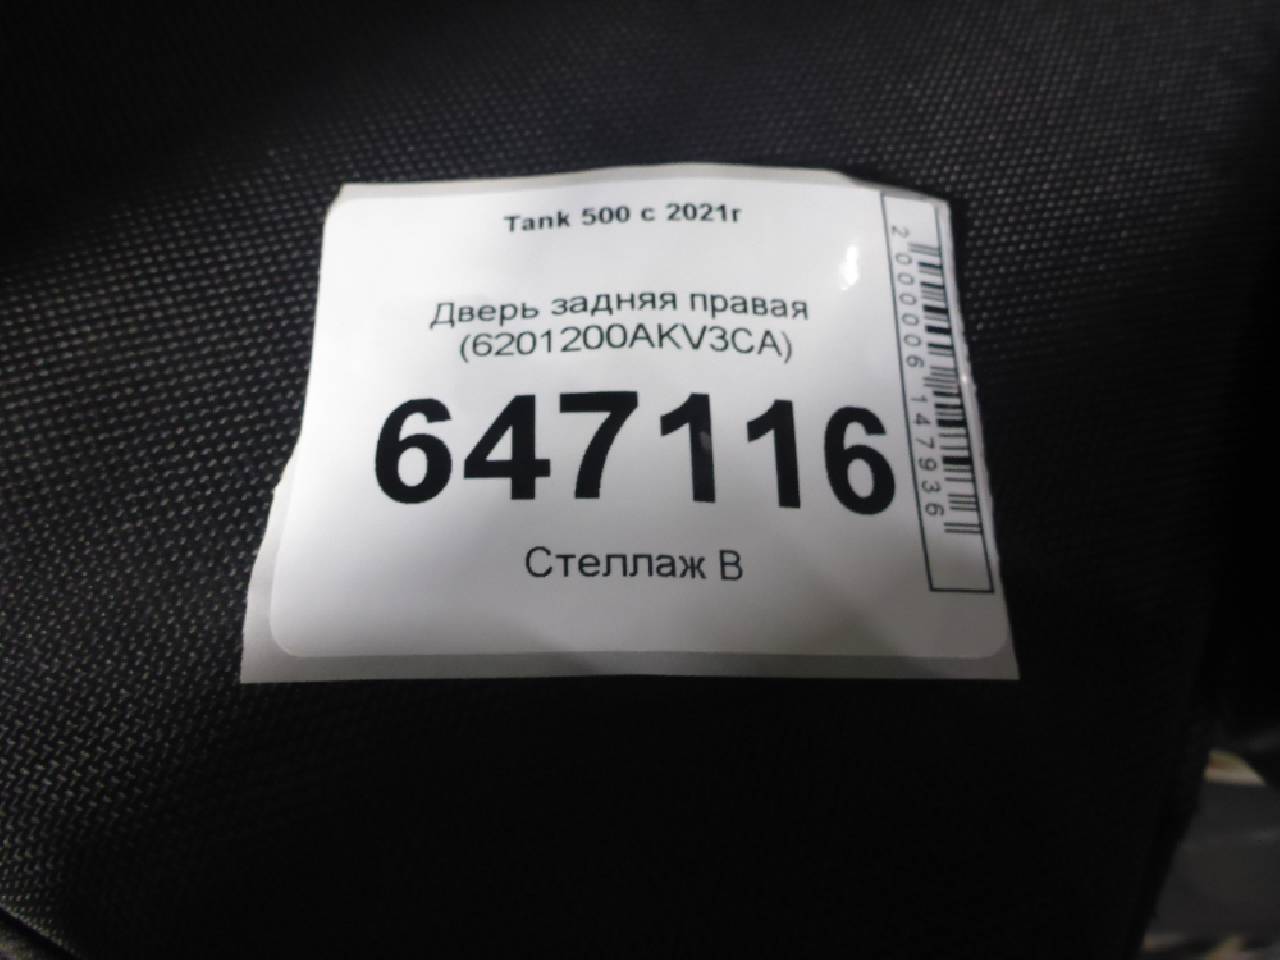 Tank 500 с 2021г
Дверь задняя правая
(6201200AKV3CA)
647116
Стеллаж B
2000006147936